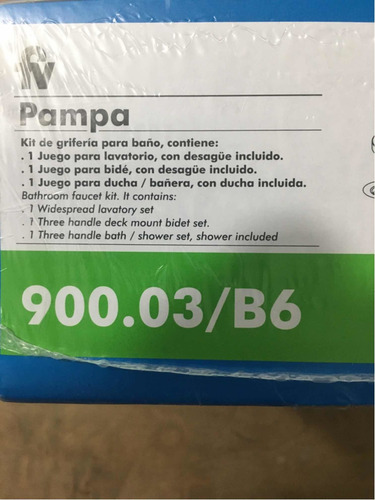 fv
Pampa
Kit de grifería para baño, contiene:
. 1 Juego para lavatorio, con desagüe incluido.
. 1 Juego para bidé, con desagüe incluido.
. 1 Juego para ducha / bañera, con ducha incluida.
Bathroom faucet kit. It contains:
. 1 Widespread lavatory set
. 1 Three handle deck mount bidet set.
. 1 Three handle bath / shower set, shower included
900.03/B6